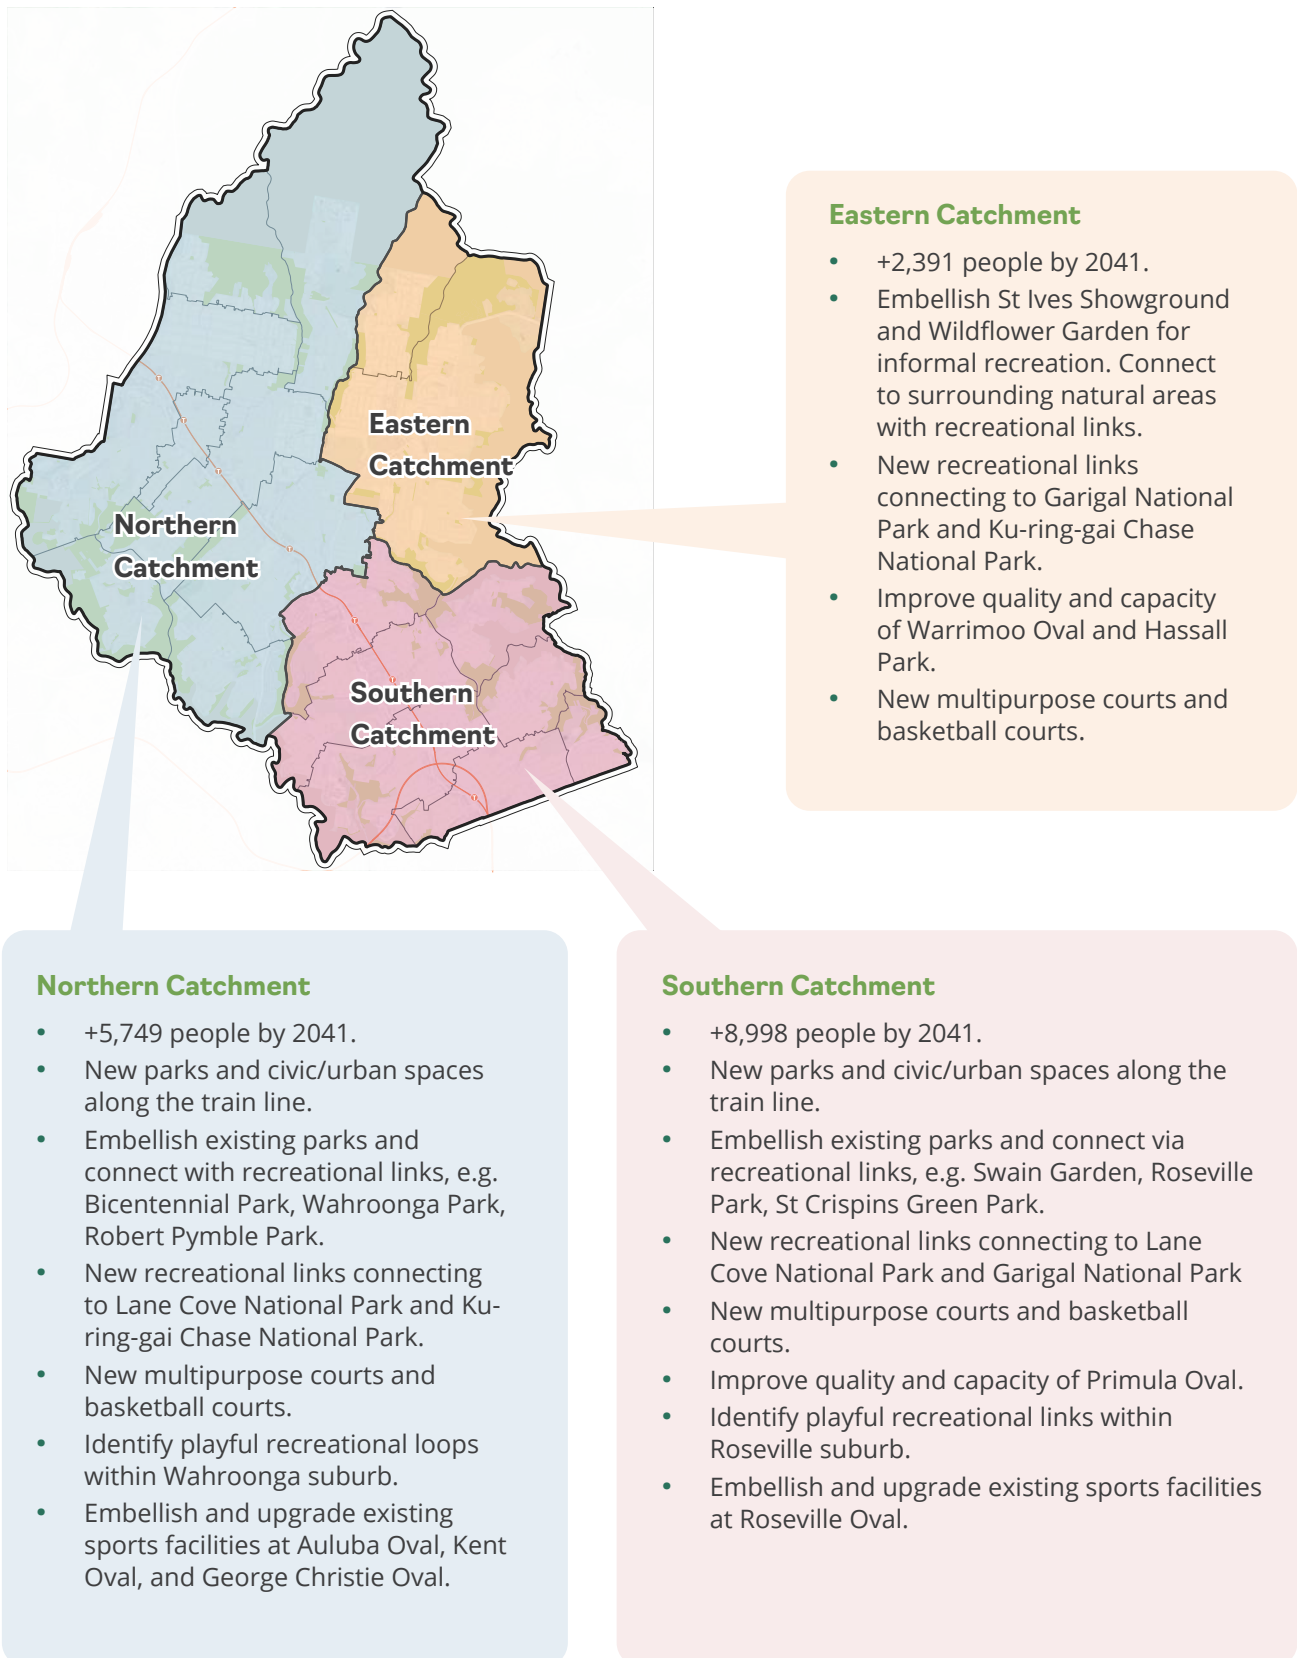 Eastern
Catchment
Northern
Catchment
Southern
Catchment
Eastern Catchment
• +2,391 people by 2041.
• Embellish St Ives Showground
and Wildflower Garden for
informal recreation. Connect
to surrounding natural areas
with recreational links.
• New recreational links
connecting to Garigal National
Park and Ku-ring-gai Chase
National Park.
• Improve quality and capacity
of Warrimoo Oval and Hassall
Park.
• New multipurpose courts and
basketball courts.
Northern Catchment
• +5,749 people by 2041.
• New parks and civic/urban spaces
along the train line.
• Embellish existing parks and
connect with recreational links, e.g.
Bicentennial Park, Wahroonga Park,
Robert Pymble Park.
• New recreational links connecting
to Lane Cove National Park and Ku-
ring-gai Chase National Park.
• New multipurpose courts and
basketball courts.
• Identify playful recreational loops
within Wahroonga suburb.
• Embellish and upgrade existing
sports facilities at Auluba Oval, Kent
Oval, and George Christie Oval.
Southern Catchment
• +8,998 people by 2041.
• New parks and civic/urban spaces along the
train line.
• Embellish existing parks and connect via
recreational links, e.g. Swain Garden, Roseville
Park, St Crispins Green Park.
• New recreational links connecting to Lane
Cove National Park and Garigal National Park
• New multipurpose courts and basketball
courts.
• Improve quality and capacity of Primula Oval.
• Identify playful recreational links within
Roseville suburb.
• Embellish and upgrade existing sports facilities
at Roseville Oval.